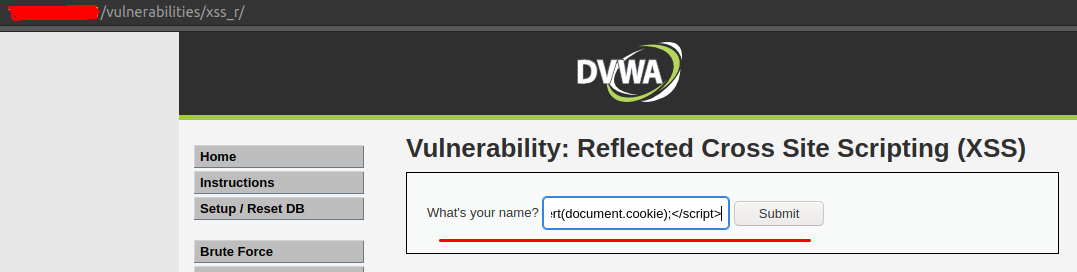 /vulnerabilities/xss_r/
DVWA
Vulnerability: Reflected Cross Site Scripting (XSS)
Home
Instructions
Setup / Reset DB
Brute Force
What's your name? ert(document.cookie);</script> Submit